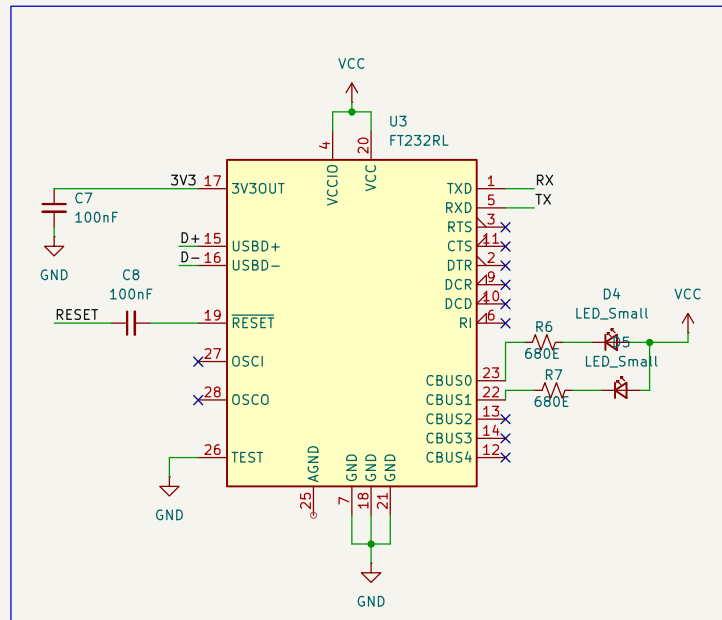 VCC
U3
FT232RL
4
20
VCCIO
VCC
3V3
17
3V3OUT
TXD
1
RX
C7
100nF
RXD
5
TX
RTS
3
D+
15
USBD+
CTS
11
D-
16
USBD-
DTR
2
GND
DCR
9
C8
100nF
DCD
10
RESET
19
RESET
RI
6
D4
LED_Small
VCC
R6
680E
D5
LED_Small
27
OSCI
CBUS0
23
R7
680E
28
OSCO
CBUS1
22
CBUS2
13
CBUS3
14
26
TEST
CBUS4
12
AGND
GND
GND
GND
25
7
18
21
GND
GND